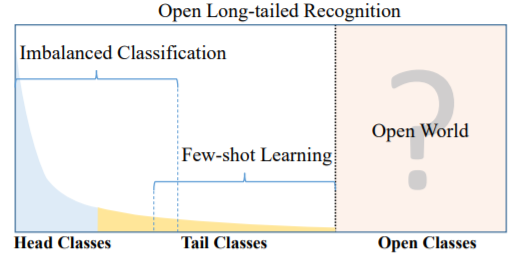 Open Long-tailed Recognition
Imbalanced Classification
Few-shot Learning
?
Open World
Head Classes
Tail Classes
Open Classes